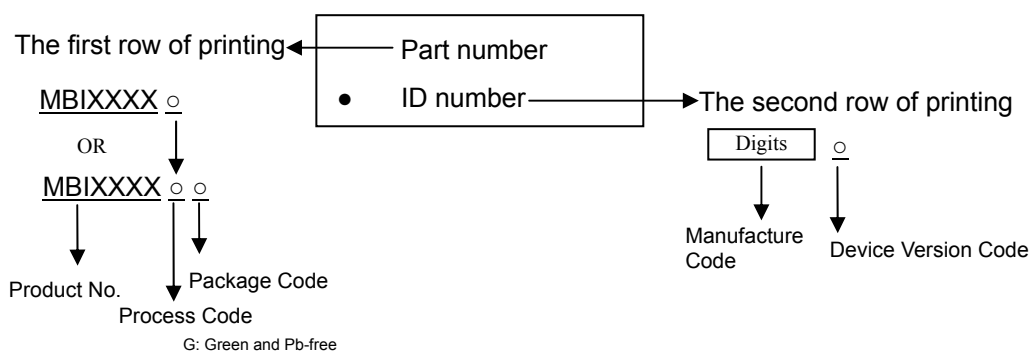 The first row of printing
Part number
● ID number
The second row of printing
MBIXXXX ○
OR
MBIXXXX ○ ○
Digits ○
Manufacture
Code
Device Version Code
Product No.
Package Code
Process Code
G: Green and Pb-free